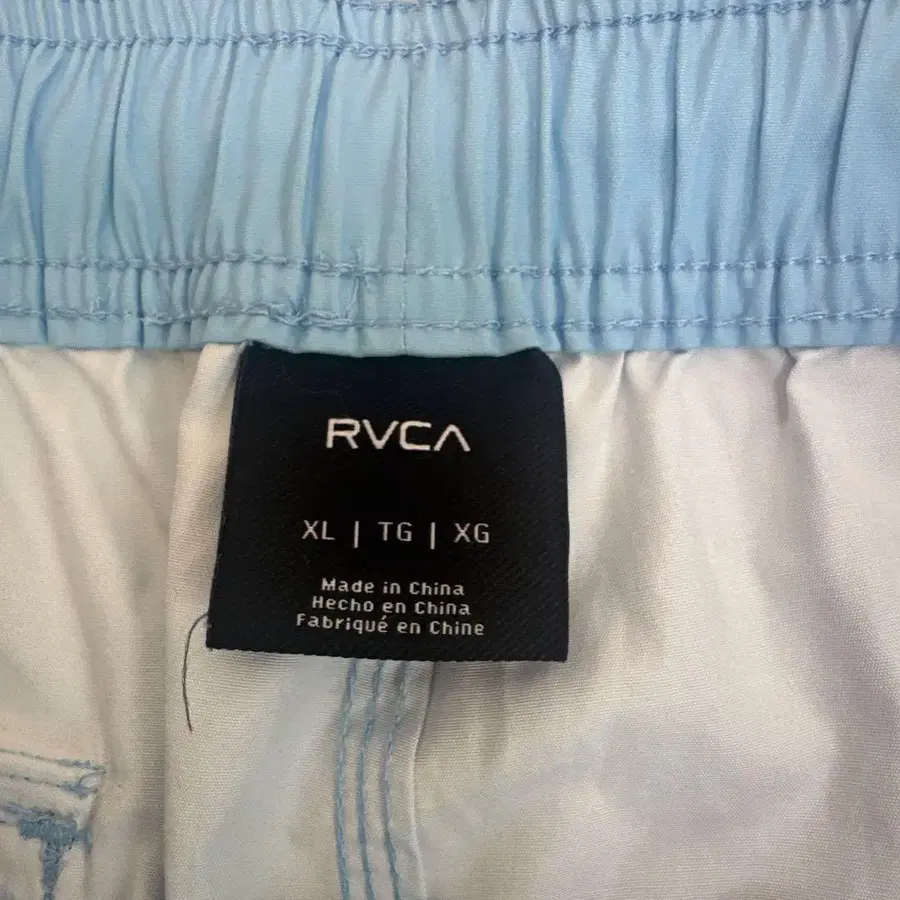 RVCA
XL | TG | XG
Made in China
Hecho en China
Fabriqué en Chine